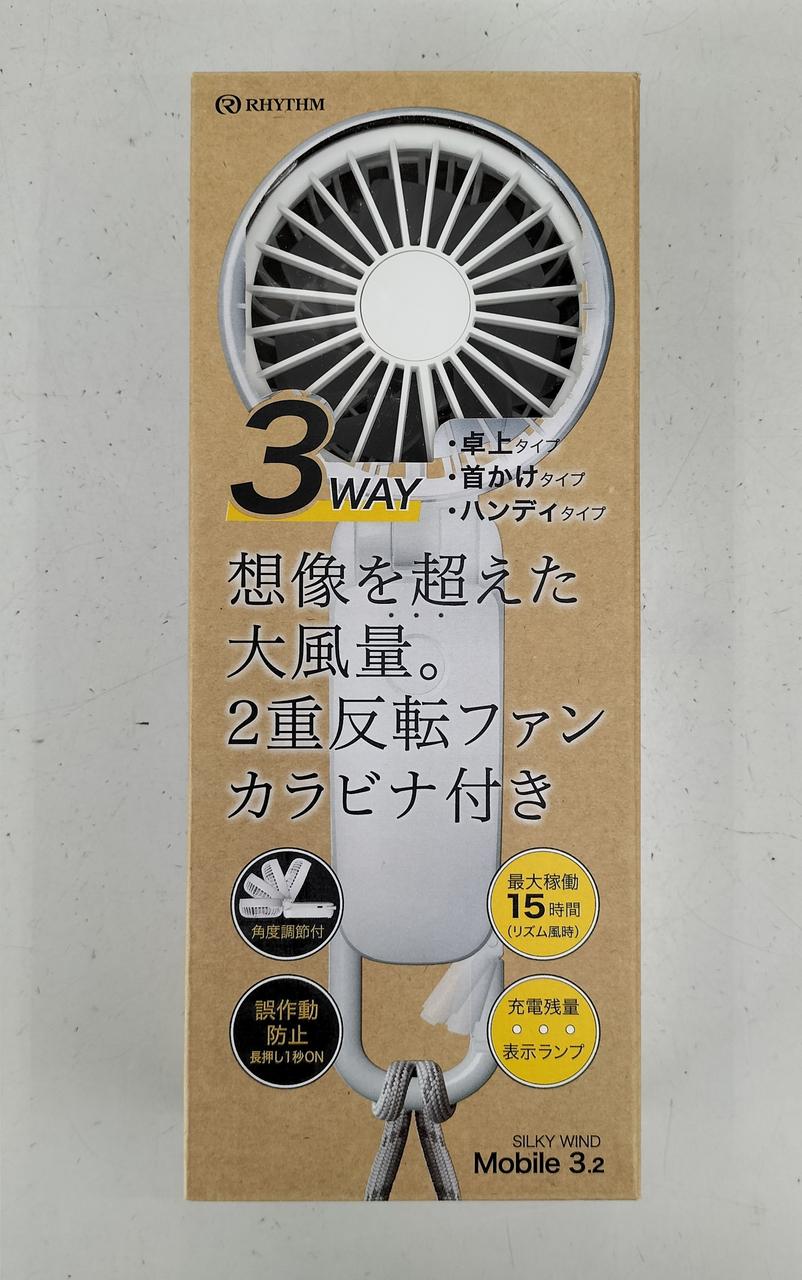 RHYTHM
3WAY
・卓上タイプ
・首かけタイプ
・ハンディタイプ
想像を超えた
大風量。
2重反転ファン
カラビナ付き
角度調節付
最大稼働
15時間
(リズム風時)
誤作動
防止
長押し1秒ON
充電残量
表示ランプ
SILKY WIND
Mobile 3.2